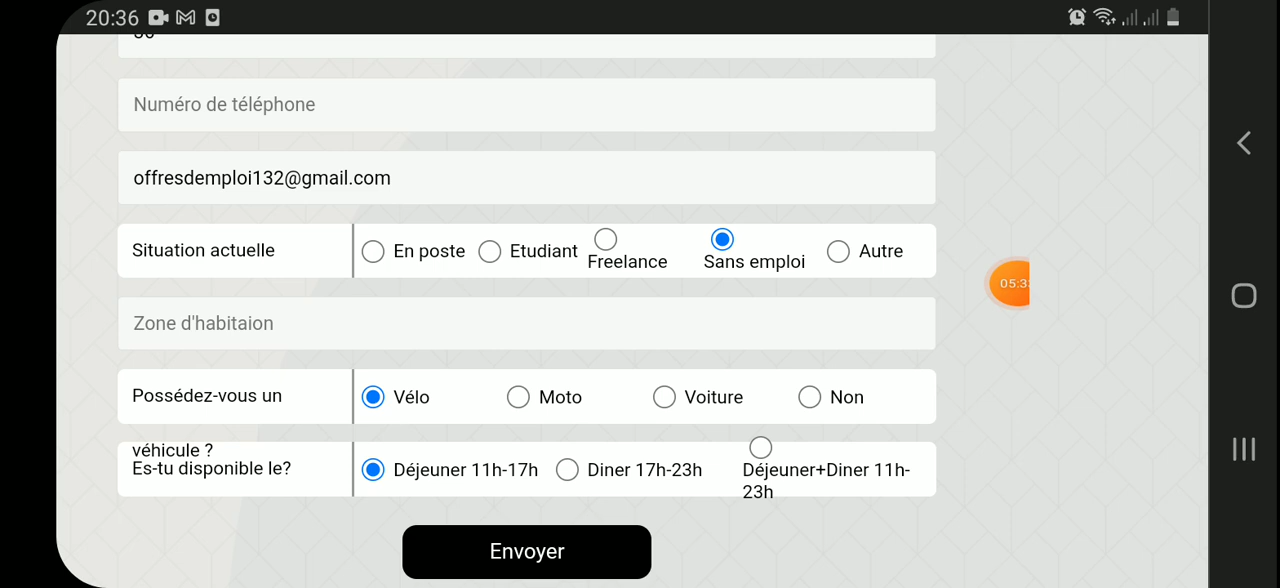 20:36
Numéro de téléphone
offresdemploi132@gmail.com
Situation actuelle
En poste
Etudiant
Freelance
Sans emploi
Autre
Zone d'habitaion
Possédez-vous un
véhicule ?
Vélo
Moto
Voiture
Non
Es-tu disponible le?
Déjeuner 11h-17h
Diner 17h-23h
Déjeuner+Diner 11h-
23h
Envoyer